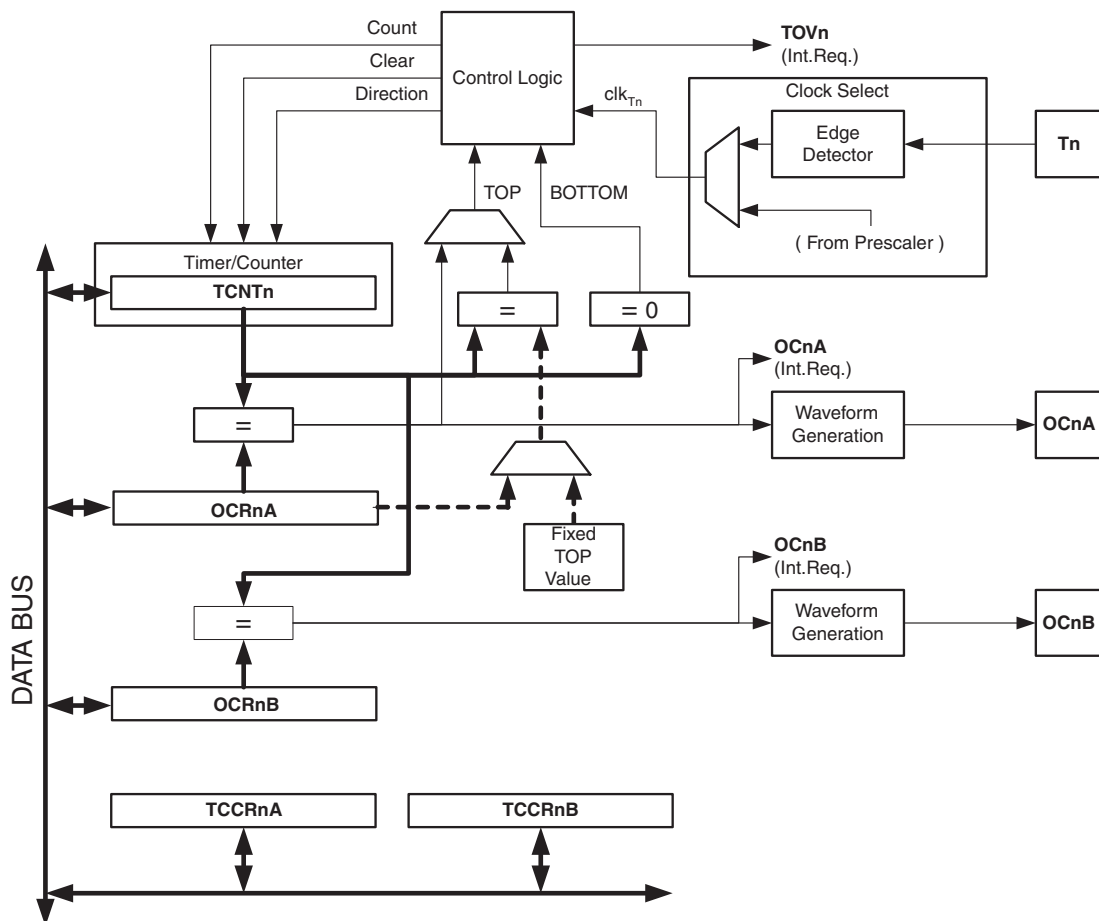 Count
Clear
Direction
Control Logic
TOVn
(Int.Req.)
clkTn
Clock Select
Edge
Detector
Tn
( From Prescaler )
TOP
BOTTOM
Timer/Counter
TCNTn
=
= 0
OCnA
(Int.Req.)
=
Waveform
Generation
OCnA
OCRnA
Fixed
TOP
Value
OCnB
(Int.Req.)
=
Waveform
Generation
OCnB
OCRnB
DATA BUS
TCCRnA
TCCRnB